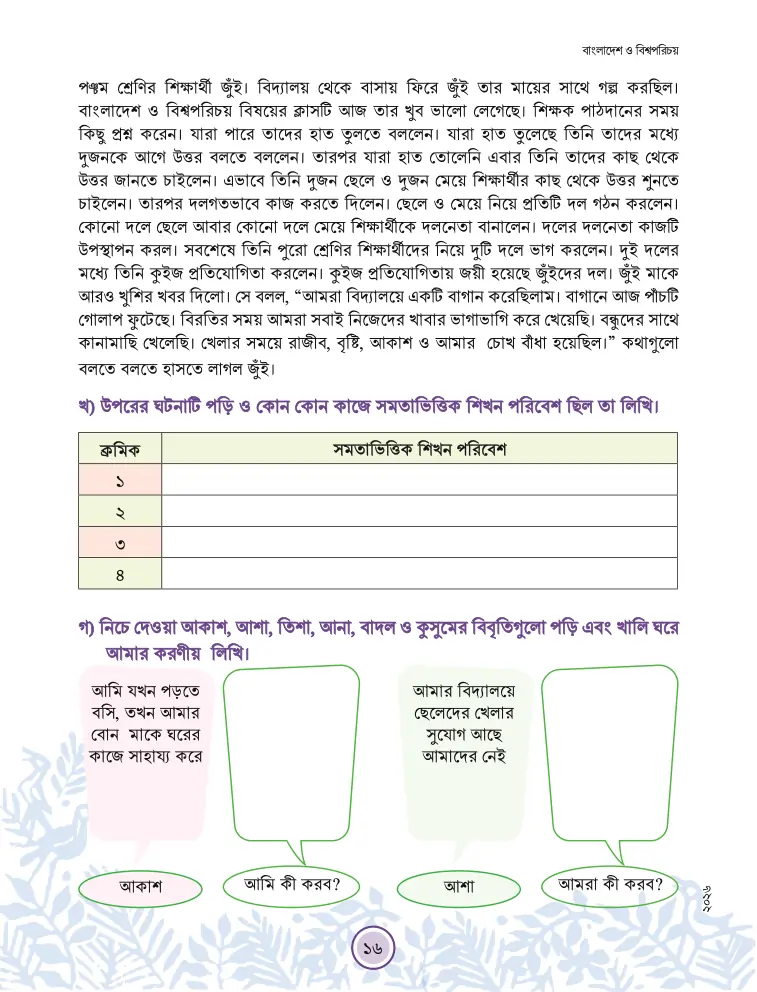 বাংলাদেশ ও বিশ্বপরিচয়
পঞ্চম শ্রেণির শিক্ষার্থী জুঁই। বিদ্যালয় থেকে বাসায় ফিরে জুঁই তার মায়ের সাথে গল্প করছিল।
বাংলাদেশ ও বিশ্বপরিচয় বিষয়ের ক্লাসটি আজ তার খুব ভালো লেগেছে। শিক্ষক পাঠদানের সময়
কিছু প্রশ্ন করেন। যারা পারে তাদের হাত তুলতে বললেন। যারা হাত তুলেছে তিনি তাদের মধ্যে
দুজনকে আগে উত্তর বলতে বললেন। তারপর যারা হাত তোলেনি এবার তিনি তাদের কাছ থেকে
উত্তর জানতে চাইলেন। এভাবে তিনি দুজন ছেলে ও দুজন মেয়ে শিক্ষার্থীর কাছ থেকে উত্তর শুনতে
চাইলেন। তারপর দলগতভাবে কাজ করতে দিলেন। ছেলে ও মেয়ে নিয়ে প্রতিটি দল গঠন করলেন।
কোনো দলে ছেলে আবার কোনো দলে মেয়ে শিক্ষার্থীকে দলনেতা বানালেন। দলের দলনেতা কাজটি
উপস্থাপন করল। সবশেষে তিনি পুরো শ্রেণির শিক্ষার্থীদের নিয়ে দুটি দলে ভাগ করলেন। দুই দলের
মধ্যে তিনি কুইজ প্রতিযোগিতা করলেন। কুইজ প্রতিযোগিতায় জয়ী হয়েছে জুঁইদের দল। জুঁই মাকে
আরও খুশির খবর দিলো। সে বলল, “আমরা বিদ্যালয়ে একটি বাগান করেছিলাম। বাগানে আজ পাঁচটি
গোলাপ ফুটেছে। বিরতির সময় আমরা সবাই নিজেদের খাবার ভাগাভাগি করে খেয়েছি। বন্ধুদের সাথে
কানামাছি খেলেছি। খেলার সময়ে রাজীব, বৃষ্টি, আকাশ ও আমার চোখ বাঁধা হয়েছিল।” কথাগুলো
বলতে বলতে হাসতে লাগল জুঁই।
খ) উপরের ঘটনাটি পড়ি ও কোন কোন কাজে সমতাভিত্তিক শিখন পরিবেশ ছিল তা লিখি।
ক্রমিক সমতাভিত্তিক শিখন পরিবেশ
১
২
৩
৪
গ) নিচে দেওয়া আকাশ, আশা, তিশা, আনা, বাদল ও কুসুমের বিবৃতিগুলো পড়ি এবং খালি ঘরে
আমার করণীয় লিখি।
আমি যখন পড়তে
বসি, তখন আমার
বোন মাকে ঘরের
কাজে সাহায্য করে
আমার বিদ্যালয়ে
ছেলেদের খেলার
সুযোগ আছে
আমাদের নেই
আকাশ
আমি কী করব?
আশা
আমরা কী করব?
২০২৬
১৬